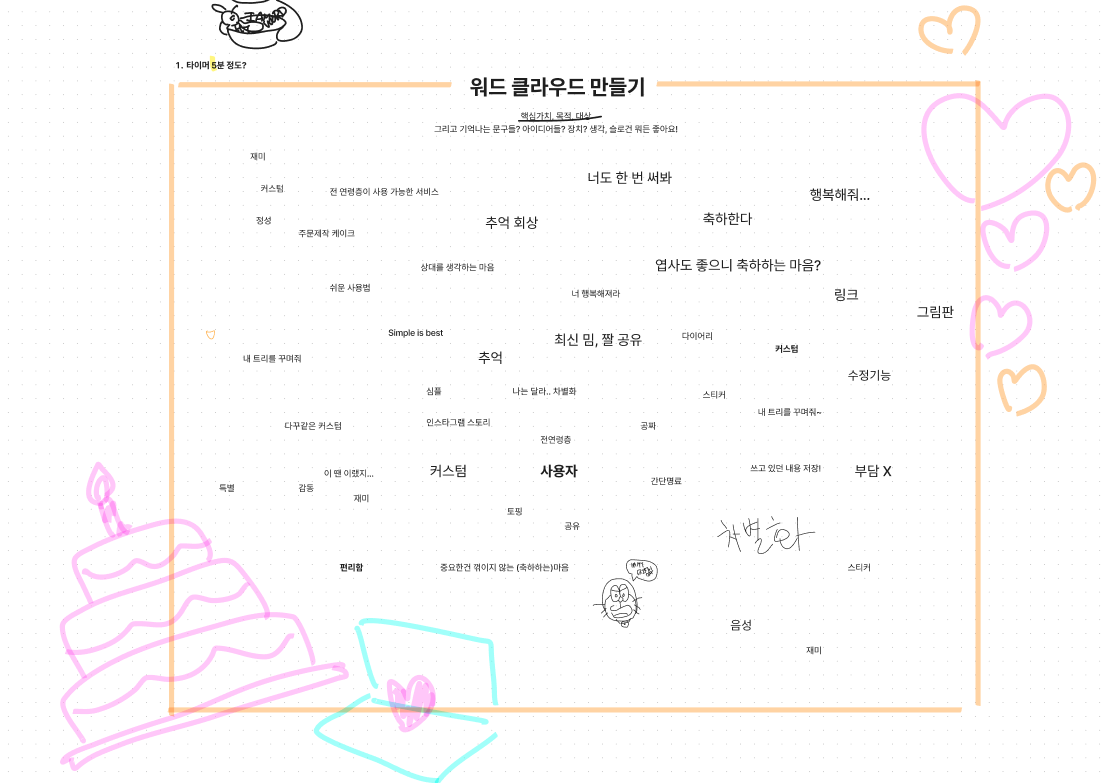 1. 타이머 5분 정도?
워드 클라우드 만들기
핵심가치, 목적, 대상
그리고 기억나는 문구들? 아이디어들? 장치? 생각, 슬로건 뭐든 좋아요!
재미
너도 한 번 써봐
커스텀
전 연령층이 사용 가능한 서비스
행복해줘...
정성
추억 회상
축하한다
주문제작 케이크
상대를 생각하는 마음
엽사도 좋으니 축하하는 마음?
쉬운 사용법
너 행복해져라
링크
그림판
Simple is best
최신 밈, 짤 공유
다이어리
커스텀
내 트리를 꾸며줘
추억
수정기능
심플
나는 달라.. 차별화
스티커
내 트리를 꾸며줘~
다꾸같은 커스텀
인스타그램 스토리
공짜
전연령층
이 땐 이랬지...
커스텀
사용자
쓰고 있던 내용 저장!
부담 X
특별
감동
간단명료
재미
토핑
공유
차별화
편리함
중요한건 꺾이지 않는 (축하하는)마음
스티커
음성
재미